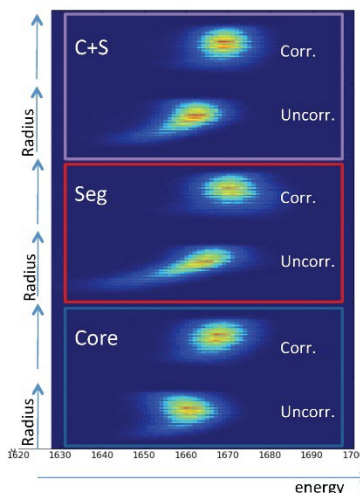 C+S
Corr.
Radius
Uncorr.
Seg
Corr.
Radius
Uncorr.
Core
Corr.
Radius
Uncorr.
1620 1630 1640 1650 1660 1670 1680 1690
energy